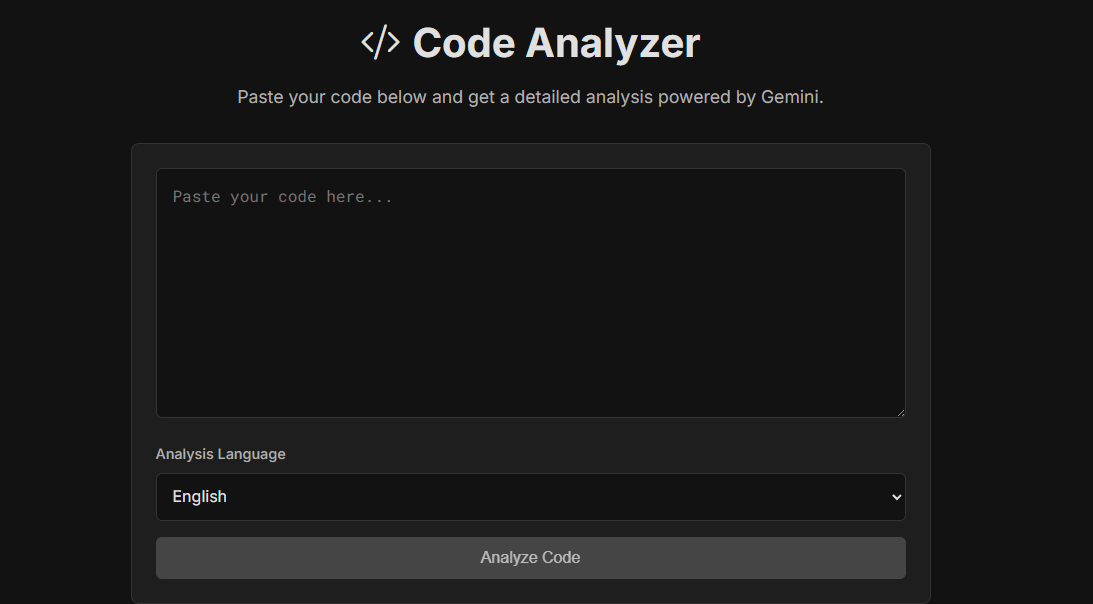 </> Code Analyzer
Paste your code below and get a detailed analysis powered by Gemini.
Paste your code here...
Analysis Language
English
Analyze Code